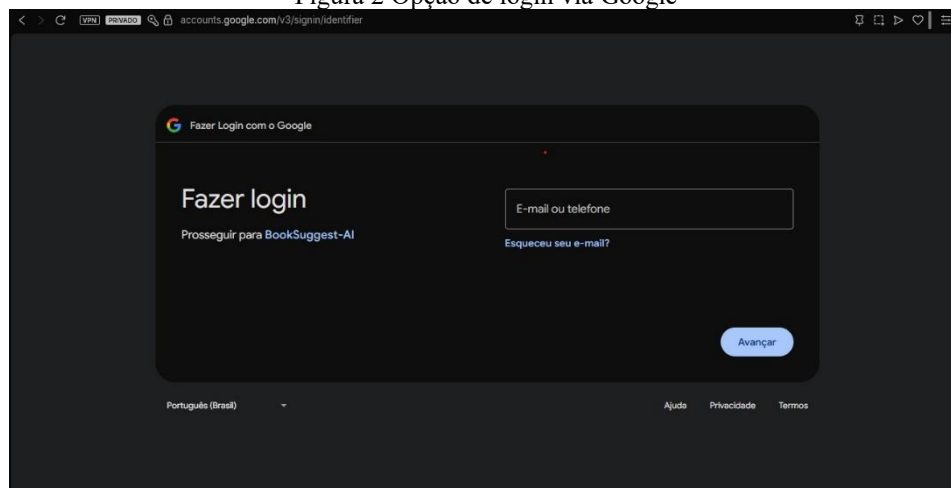 Figura 2 Opção de login via Google
VPN PRIVADO accounts.google.com/v3/signin/identifier
Fazer Login com o Google
Fazer login
Prosseguir para BookSuggest-AI
E-mail ou telefone
Esqueceu seu e-mail?
Avançar
Português (Brasil) Ajuda Privacidade Termos